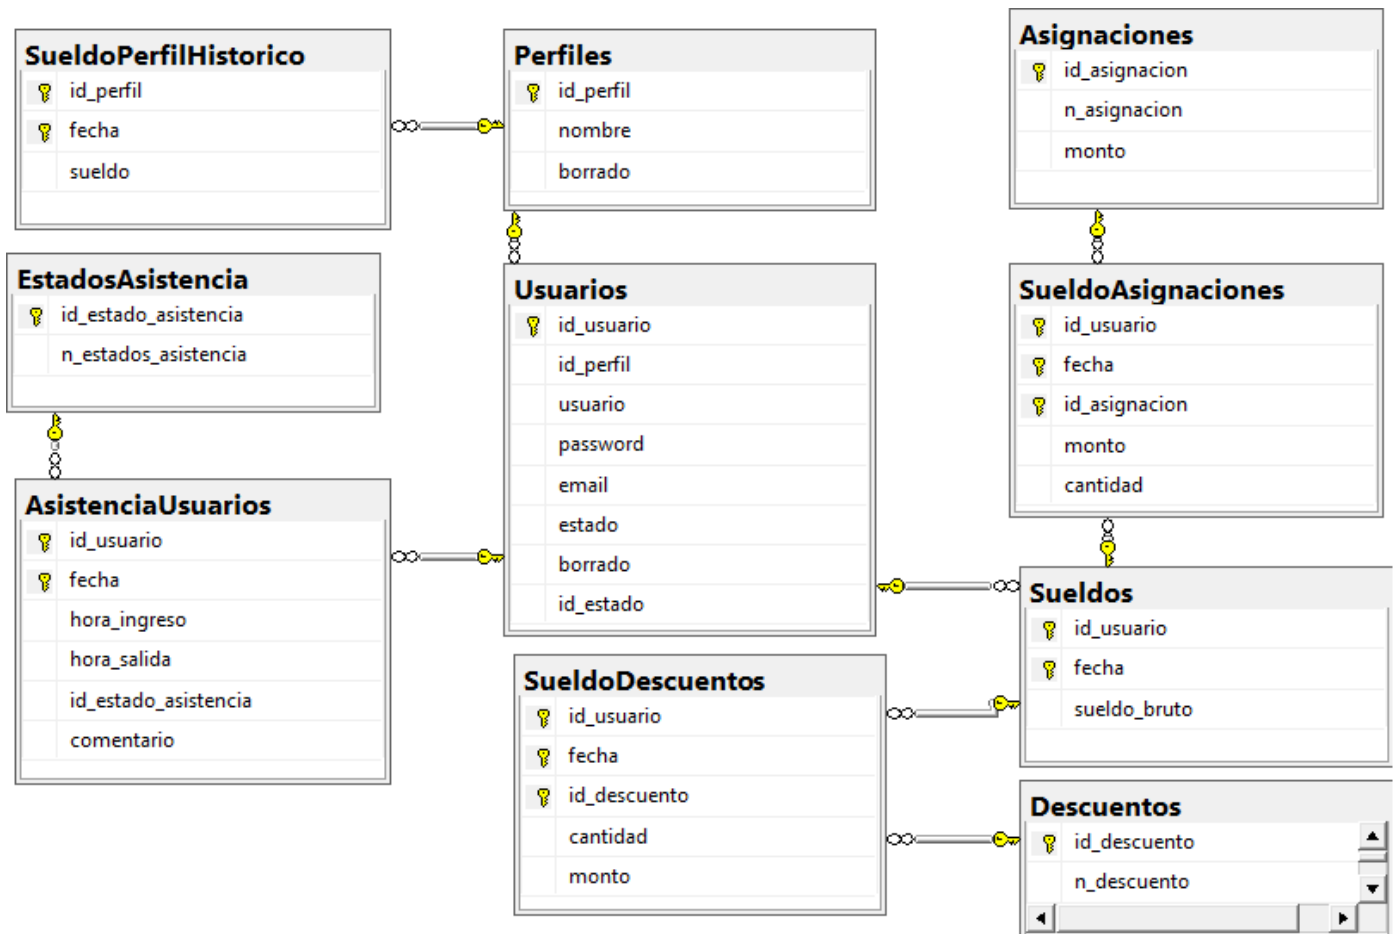 SueldoPerfilHistorico
id_perfil
fecha
sueldo
Perfiles
id_perfil
nombre
borrado
Asignaciones
id_asignacion
n_asignacion
monto
EstadosAsistencia
id_estado_asistencia
n_estados_asistencia
Usuarios
id_usuario
id_perfil
usuario
password
email
estado
borrado
id_estado
SueldoAsignaciones
id_usuario
fecha
id_asignacion
monto
cantidad
AsistenciaUsuarios
id_usuario
fecha
hora_ingreso
hora_salida
id_estado_asistencia
comentario
Sueldos
id_usuario
fecha
sueldo_bruto
SueldoDescuentos
id_usuario
fecha
id_descuento
cantidad
monto
Descuentos
id_descuento
n_descuento